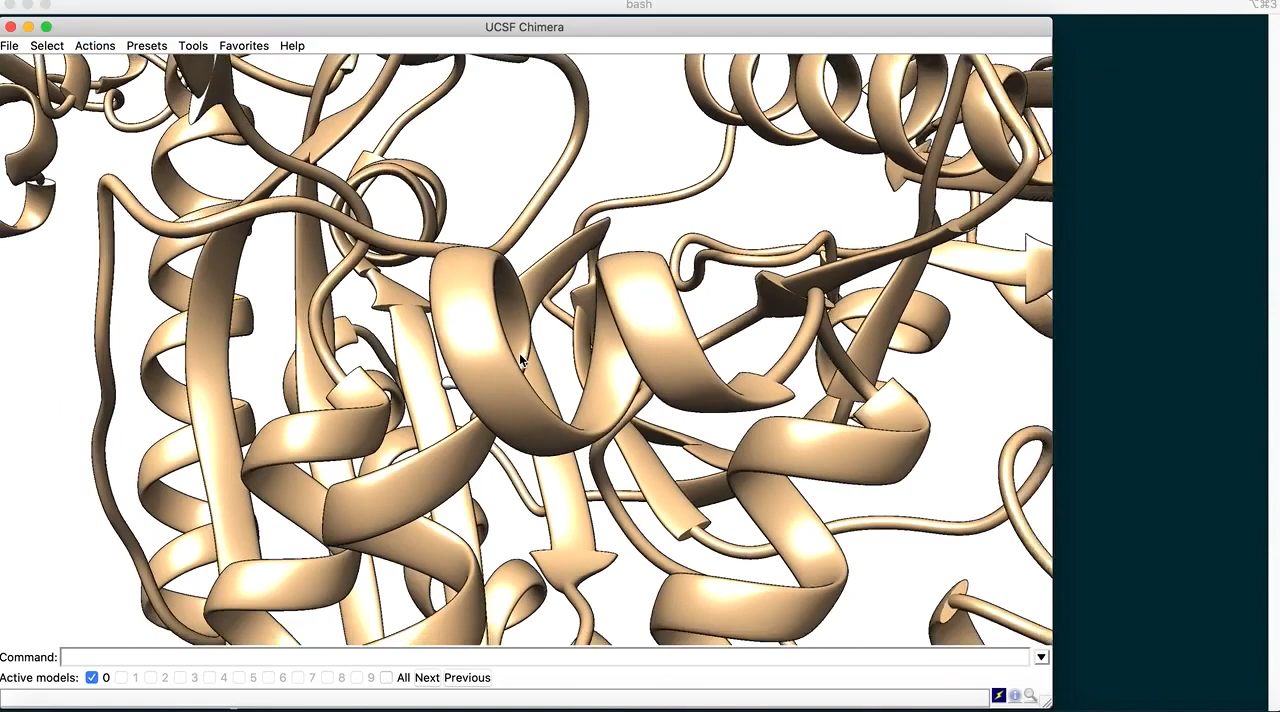 bash
⌥⌘3
UCSF Chimera
File Select Actions Presets Tools Favorites Help
Command:
Active models: 0 1 2 3 4 5 6 7 8 9 All Next Previous